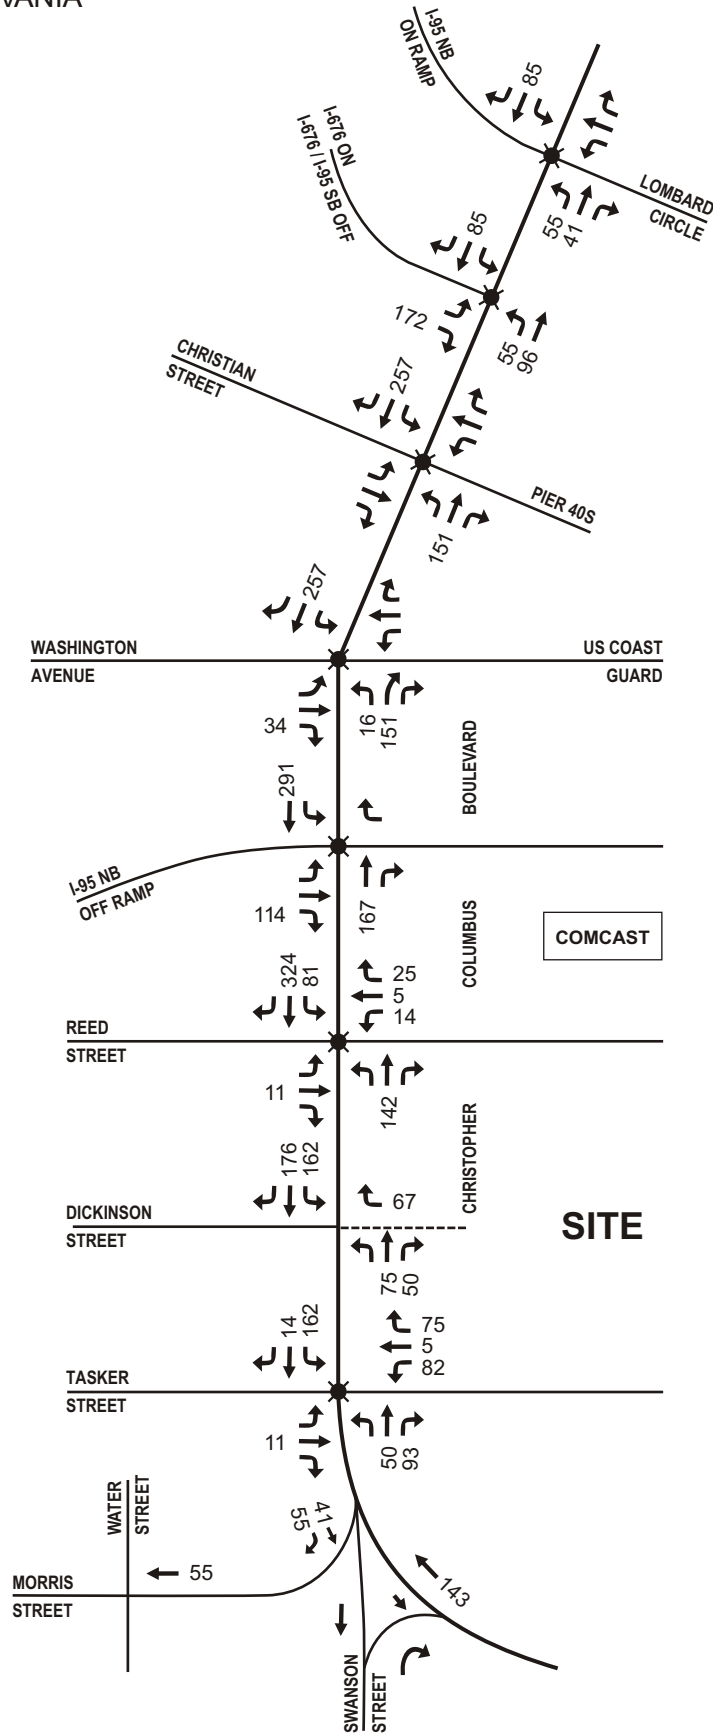 I-95 NB
ON RAMP
85
I-676 ON
I-676 / I-95 SB OFF
LOMBARD
CIRCLE
55
41
85
172
55
96
CHRISTIAN
STREET
257
PIER 40S
151
257
WASHINGTON
AVENUE
US COAST
GUARD
34
16
151
BOULEVARD
291
I-95 NB
OFF RAMP
114
167
COLUMBUS
COMCAST
324
81
25
5
14
REED
STREET
11
142
CHRISTOPHER
176
162
67
DICKINSON
STREET
SITE
75
50
14
162
75
5
82
TASKER
STREET
11
50
93
WATER
STREET
41
55
55
143
MORRIS
STREET
SWANSON
STREET